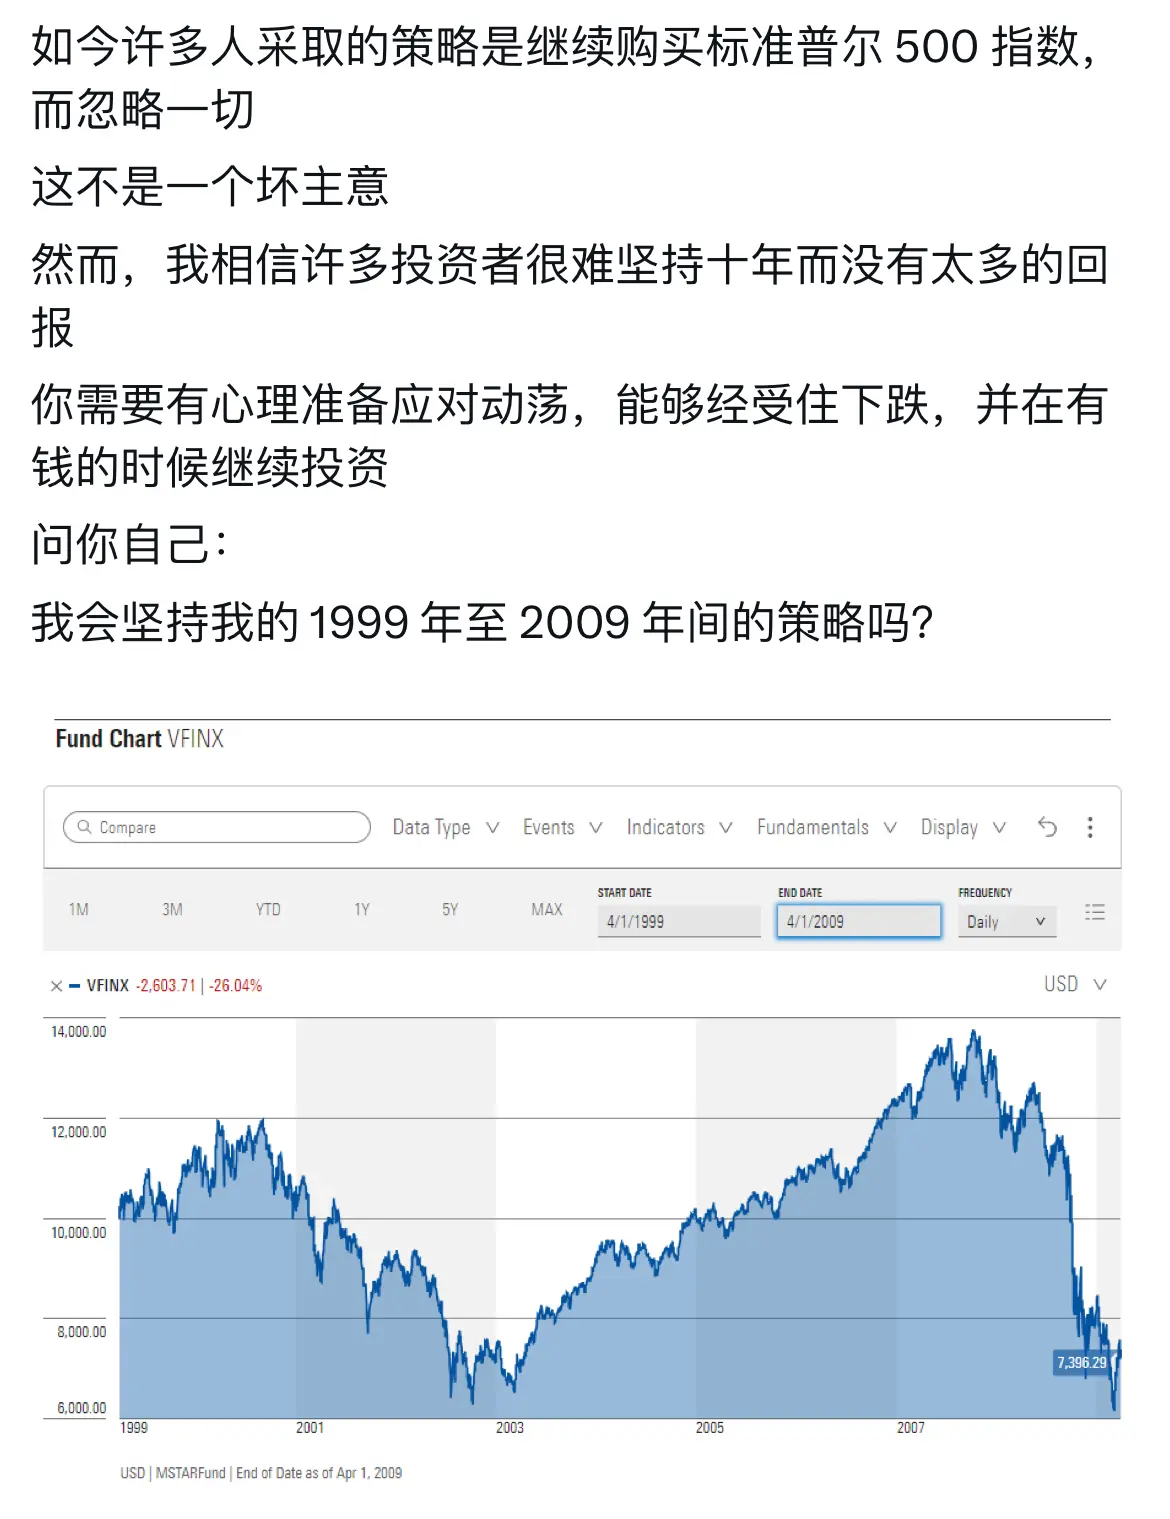 如今许多人采取的策略是继续购买标准普尔 500 指数，
而忽略一切
这不是一个坏主意
然而，我相信许多投资者很难坚持十年而没有太多的回
报
你需要有心理准备应对动荡，能够经受住下跌，并在有
钱的时候继续投资
问你自己：
我会坚持我的 1999 年至 2009 年间的策略吗？
Fund Chart VFINX
Compare Data Type Events Indicators Fundamentals Display
START DATE END DATE FREQUENCY
1M 3M YTD 1Y 5Y MAX 4/1/1999 4/1/2009 Daily
VFINX -2,603.71 | -26.04% USD
14,000.00
12,000.00
10,000.00
8,000.00
7,396.29
6,000.00
1999 2001 2003 2005 2007
USD | MSTARFund | End of Date as of Apr 1, 2009